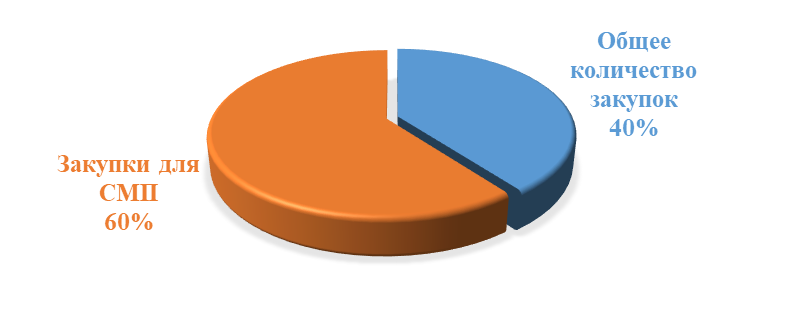 Общее
количество
закупок
40%
Закупки для
СМП
60%